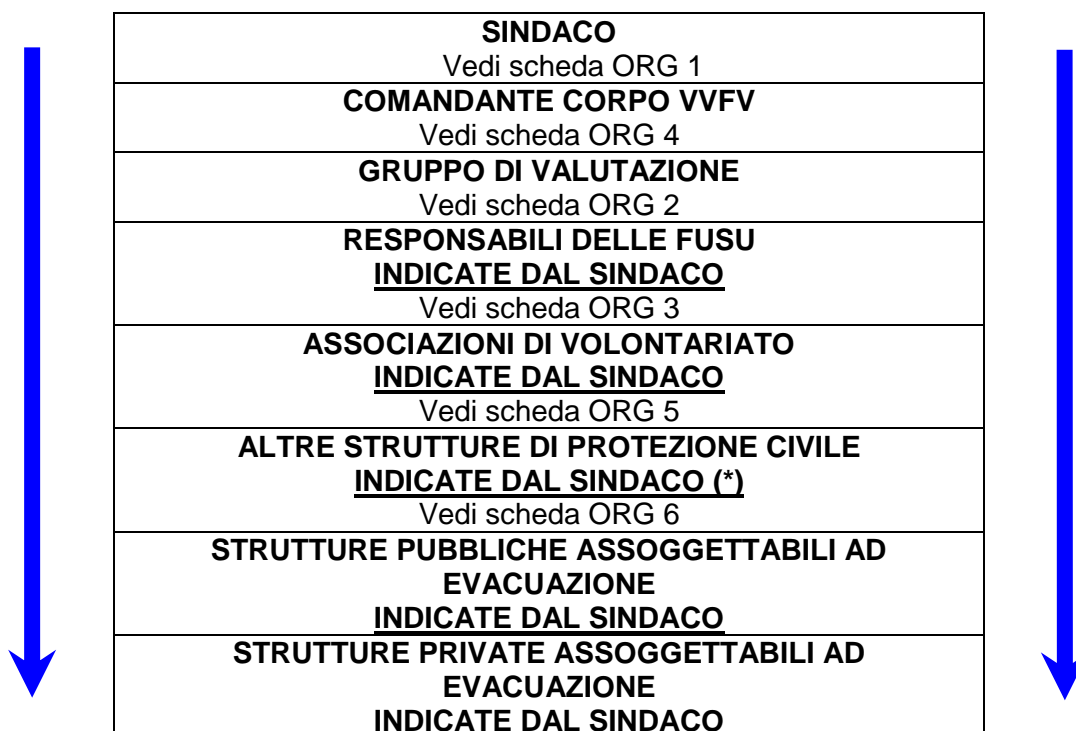 SINDACO
Vedi scheda ORG 1
COMANDANTE CORPO VVFV
Vedi scheda ORG 4
GRUPPO DI VALUTAZIONE
Vedi scheda ORG 2
RESPONSABILI DELLE FUSU
INDICATE DAL SINDACO
Vedi scheda ORG 3
ASSOCIAZIONI DI VOLONTARIATO
INDICATE DAL SINDACO
Vedi scheda ORG 5
ALTRE STRUTTURE DI PROTEZIONE CIVILE
INDICATE DAL SINDACO (*)
Vedi scheda ORG 6
STRUTTURE PUBBLICHE ASSOGGETTABILI AD
EVACUAZIONE
INDICATE DAL SINDACO
STRUTTURE PRIVATE ASSOGGETTABILI AD
EVACUAZIONE
INDICATE DAL SINDACO